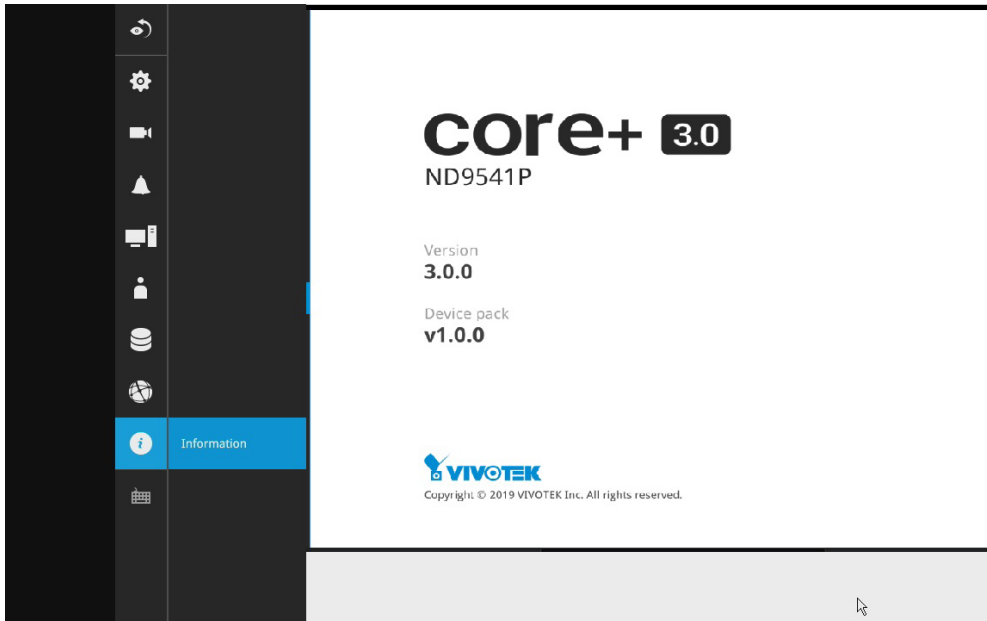 core+ 3.0
ND9541P
Version
3.0.0
Device pack
v1.0.0
Information
VIVOTEK
Copyright © 2019 VIVOTEK Inc. All rights reserved.